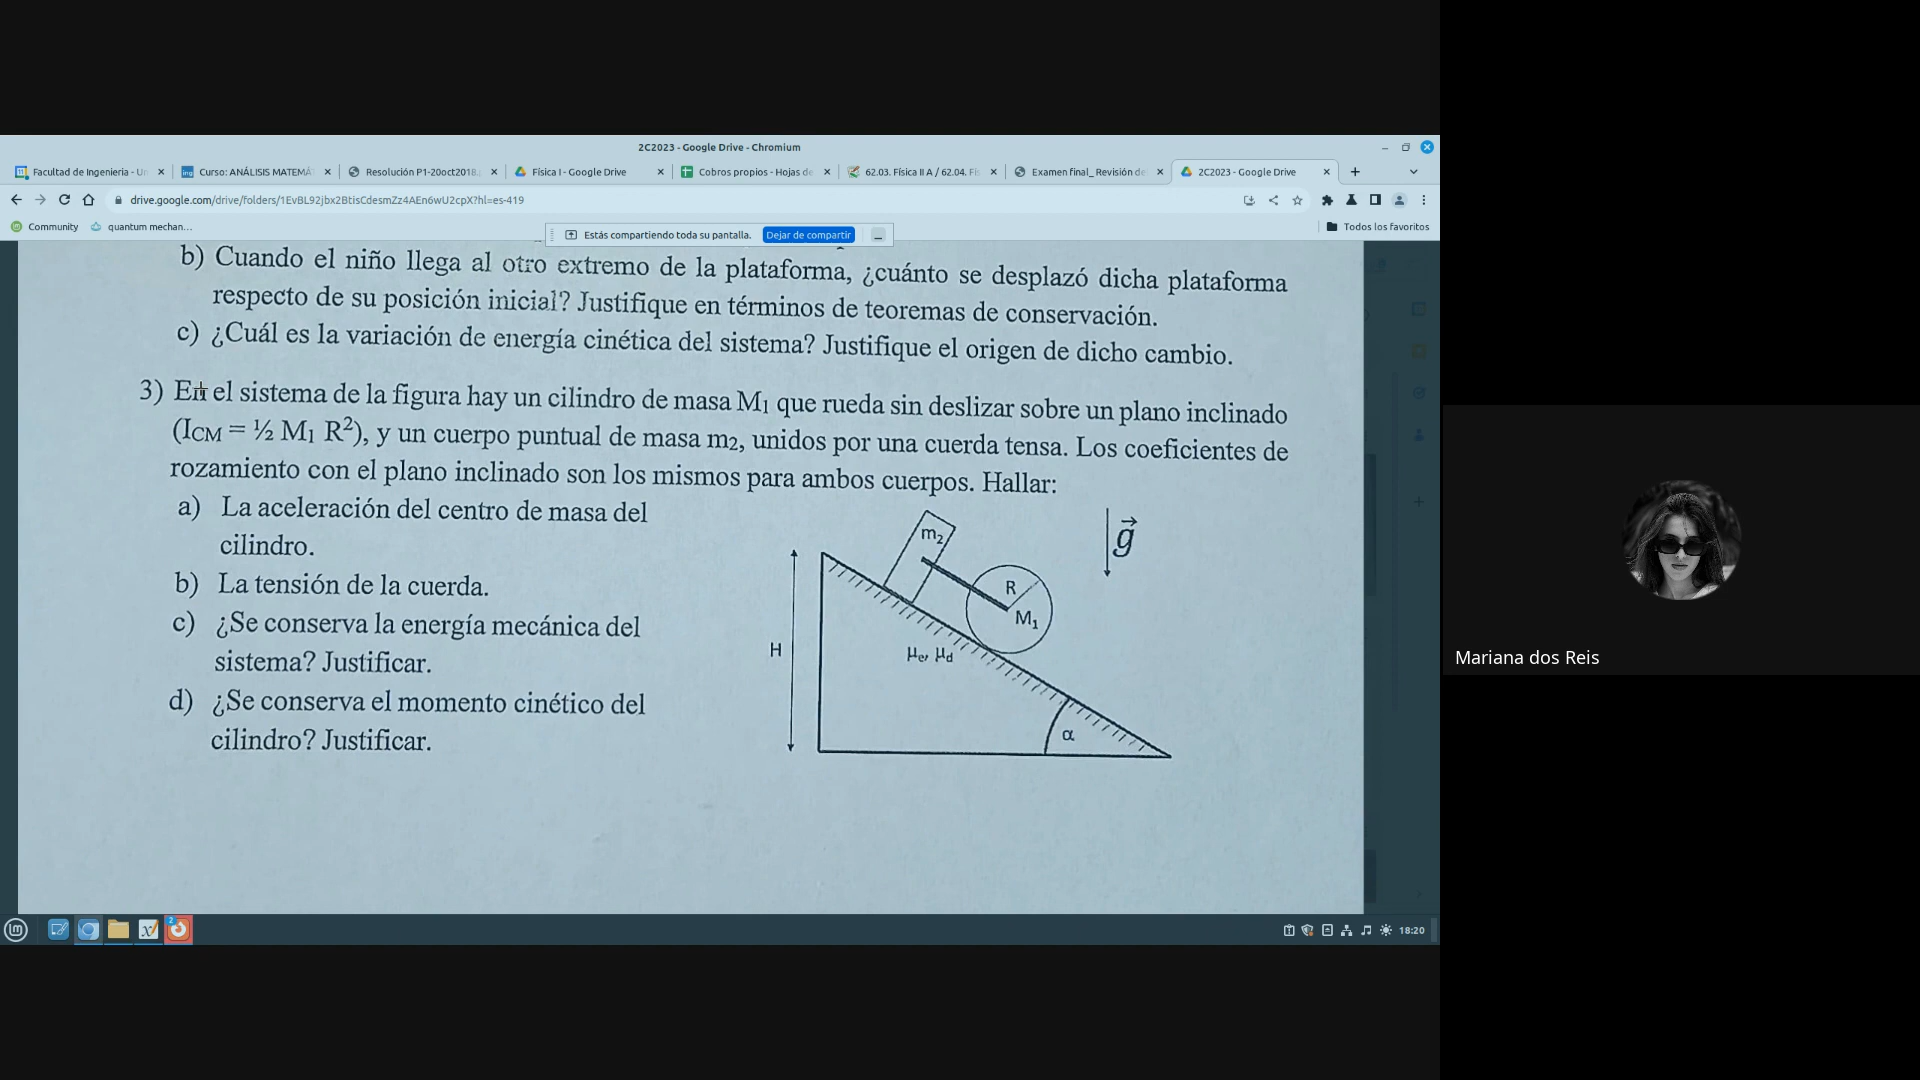 2C2023 - Google Drive - Chromium
Facultad de Ingenieria - Un
Curso: ANÁLISIS MATEMÁ
Resolución P1-20oct2018.
Física I - Google Drive
Cobros propios - Hojas de
62.03. Física II A / 62.04. Fí
Examen final_ Revisión de
2C2023 - Google Drive
drive.google.com/drive/folders/1EvBL92jbx2BtisCdesmZz4AEn6wU2cpX?hl=es-419
Community
quantum mechan...
Todos los favoritos
Estás compartiendo toda su pantalla.
Dejar de compartir
b) Cuando el niño llega al otro extremo de la plataforma, ¿cuánto se desplazó dicha plataforma
respecto de su posición inicial? Justifique en términos de teoremas de conservación.
c) ¿Cuál es la variación de energía cinética del sistema? Justifique el origen de dicho cambio.
3) En el sistema de la figura hay un cilindro de masa M₁ que rueda sin deslizar sobre un plano inclinado
(ICM = ½ M₁ R²), y un cuerpo puntual de masa m₂, unidos por una cuerda tensa. Los coeficientes de
rozamiento con el plano inclinado son los mismos para ambos cuerpos. Hallar:
a) La aceleración del centro de masa del
cilindro.
b) La tensión de la cuerda.
c) ¿Se conserva la energía mecánica del
sistema? Justificar.
d) ¿Se conserva el momento cinético del
cilindro? Justificar.
m₂
R
M₁
g
H
μe, μd
α
Mariana dos Reis
2
18:20